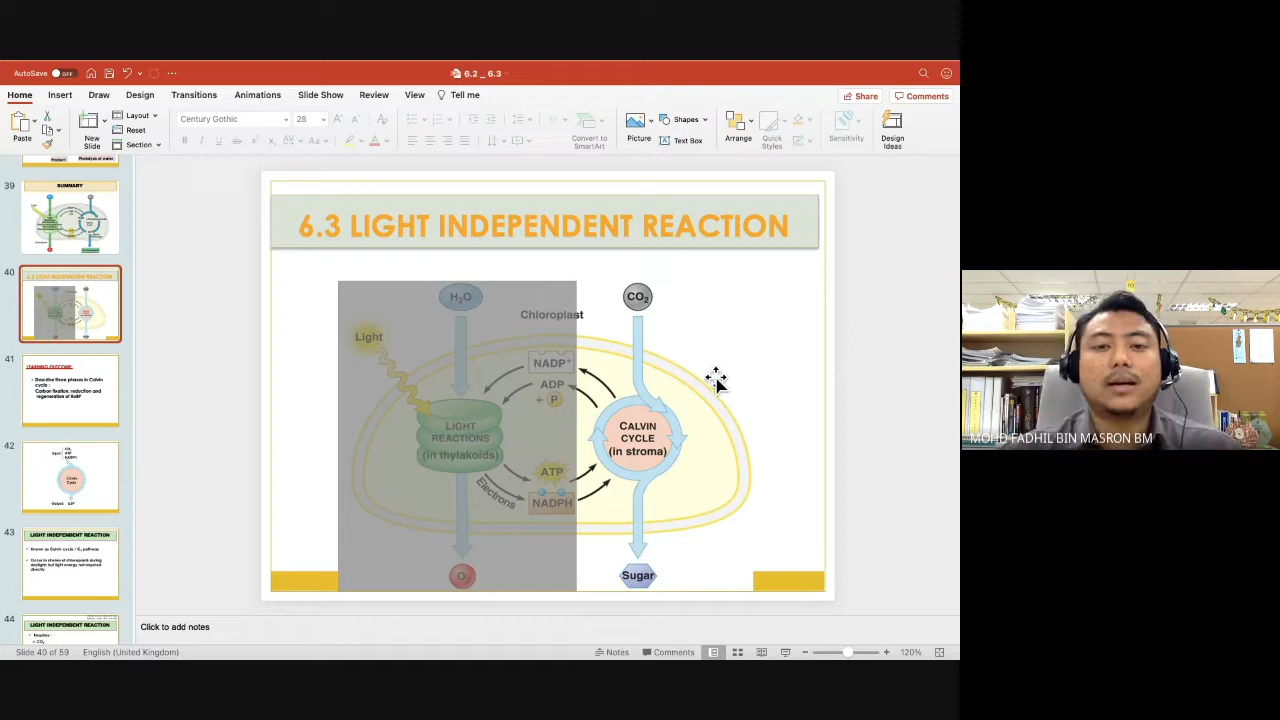 AutoSave OFF
6.2 _ 6.3
Home Insert Draw Design Transitions Animations Slide Show Review View Tell me
Share Comments
Paste
New Slide
Layout
Reset
Section
Century Gothic 28
Convert to SmartArt
Picture
Shapes
Text Box
Arrange
Quick Styles
Sensitivity
Design Ideas
39
SUMMARY
40
6.3 LIGHT INDEPENDENT REACTION
41
LEARNING OUTCOME:
Describe three phases in Calvin
cycle :
Carbon fixation, reduction and
regeneration of RuBP
42
Input:
CO₂
ATP
NADPH
Calvin
Cycle
Output: G3P
43
LIGHT INDEPENDENT REACTION
Known as Calvin cycle / C₃ pathway
Occur in stroma of chloroplasts during
daylight but light energy not required
directly
44
LIGHT INDEPENDENT REACTION
Requires :
CO₂
6.3 LIGHT INDEPENDENT REACTION
H₂O
CO₂
Chloroplast
Light
NADP⁺
ADP
+ P
LIGHT
REACTIONS
(in thylakoids)
CALVIN
CYCLE
(in stroma)
ATP
Electrons
NADPH
O₂
Sugar
Click to add notes
Slide 40 of 59 English (United Kingdom)
Notes Comments 120%
MOHD FADHIL BIN MASRON BM